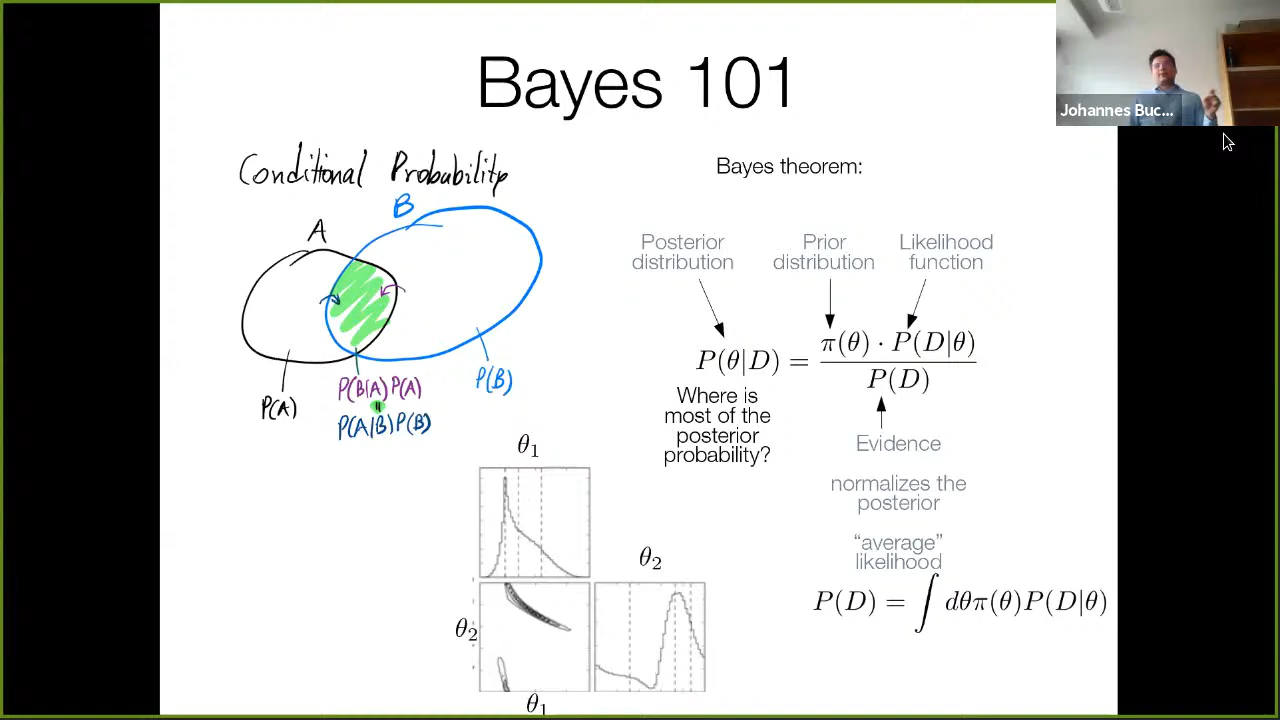 Bayes 101
Johannes Buc...
Conditional Probability
A
B
P(A)
P(B|A)P(A)
=
P(A|B)P(B)
P(B)
Bayes theorem:
Posterior
distribution
Prior
distribution
Likelihood
function
P(θ|D) = π(θ) · P(D|θ) / P(D)
Where is
most of the
posterior
probability?
Evidence
normalizes the
posterior
“average”
likelihood
P(D) = ∫ dθπ(θ)P(D|θ)
θ₁
θ₂
θ₂
θ₁